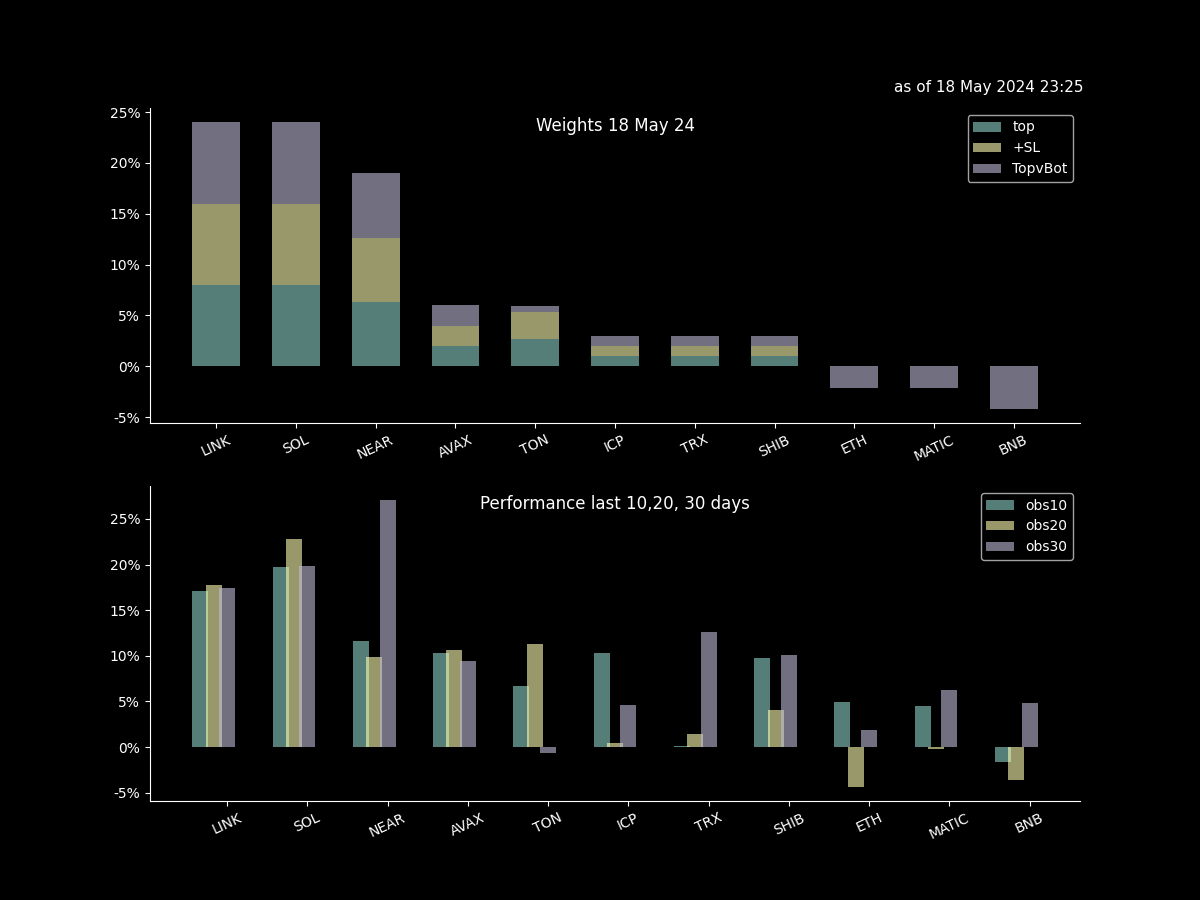 as of 18 May 2024 23:25
Weights 18 May 24
top
+SL
TopvBot
25%
20%
15%
10%
5%
0%
-5%
LINK SOL NEAR AVAX TON ICP TRX SHIB ETH MATIC BNB
Performance last 10,20, 30 days
obs10
obs20
obs30
25%
20%
15%
10%
5%
0%
-5%
LINK SOL NEAR AVAX TON ICP TRX SHIB ETH MATIC BNB